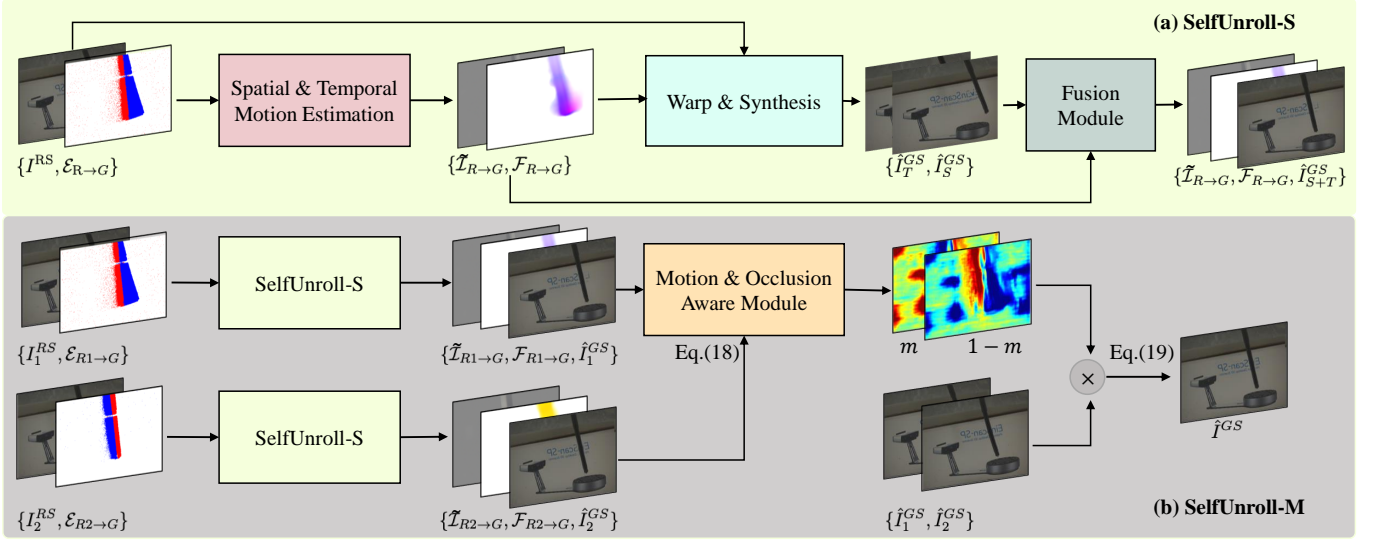 (a) SelfUnroll-S
Spatial & Temporal
Motion Estimation
Warp & Synthesis
Fusion
Module
{I^RS, ℰ_R→G}
{Ĩ_R→G, ℱ_R→G}
{Î_T^GS, Î_S^GS}
{Ĩ_R→G, ℱ_R→G, Î_S+T^GS}
SelfUnroll-S
Motion & Occlusion
Aware Module
{I_1^RS, ℰ_R1→G}
{Ĩ_R1→G, ℱ_R1→G, Î_1^GS}
Eq.(18)
m
1 − m
Eq.(19)
×
SelfUnroll-S
Î^GS
{I_2^RS, ℰ_R2→G}
{Ĩ_R2→G, ℱ_R2→G, Î_2^GS}
{Î_1^GS, Î_2^GS}
(b) SelfUnroll-M